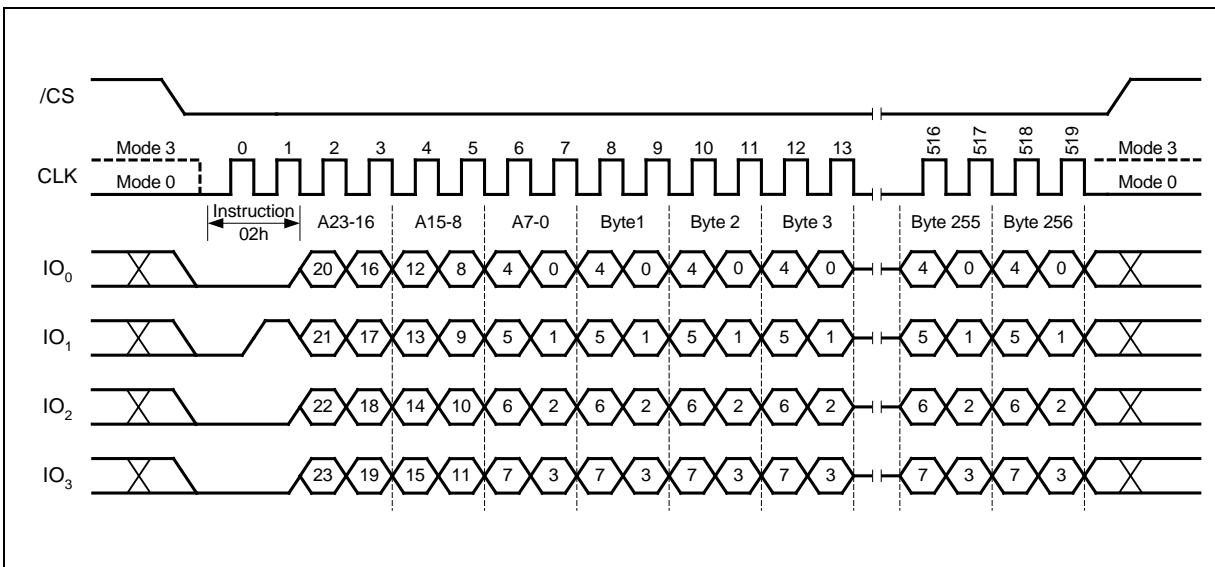 /CS
516 517 518 519
Mode 3 0 1 2 3 4 5 6 7 8 9 10 11 12 13 Mode 3
CLK
Mode 0 Mode 0
Instruction
02h
A23-16 A15-8 A7-0 Byte1 Byte 2 Byte 3 Byte 255 Byte 256
IO0 20 16 12 8 4 0 4 0 4 0 4 0 4 0 4 0
IO1 21 17 13 9 5 1 5 1 5 1 5 1 5 1 5 1
IO2 22 18 14 10 6 2 6 2 6 2 6 2 6 2 6 2
IO3 23 19 15 11 7 3 7 3 7 3 7 3 7 3 7 3